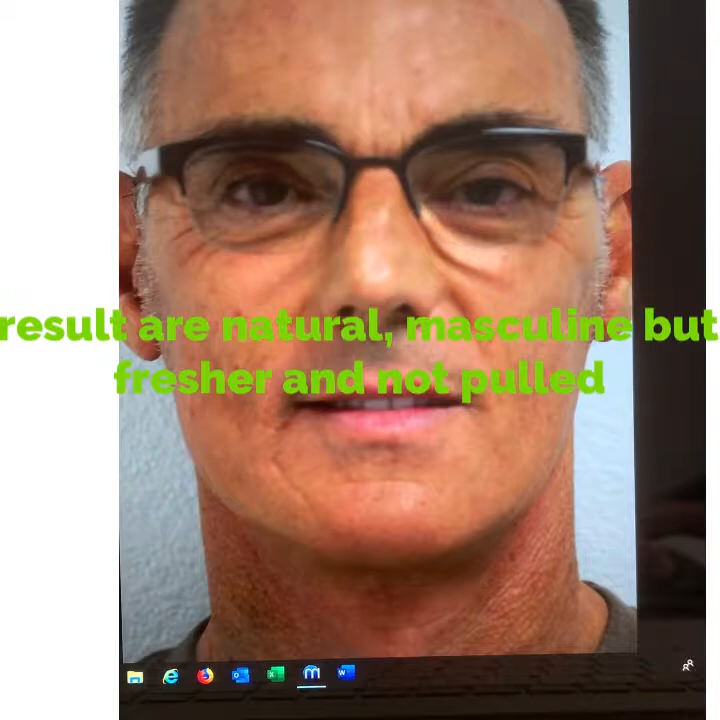 result are natural, masculine but
fresher and not pulled